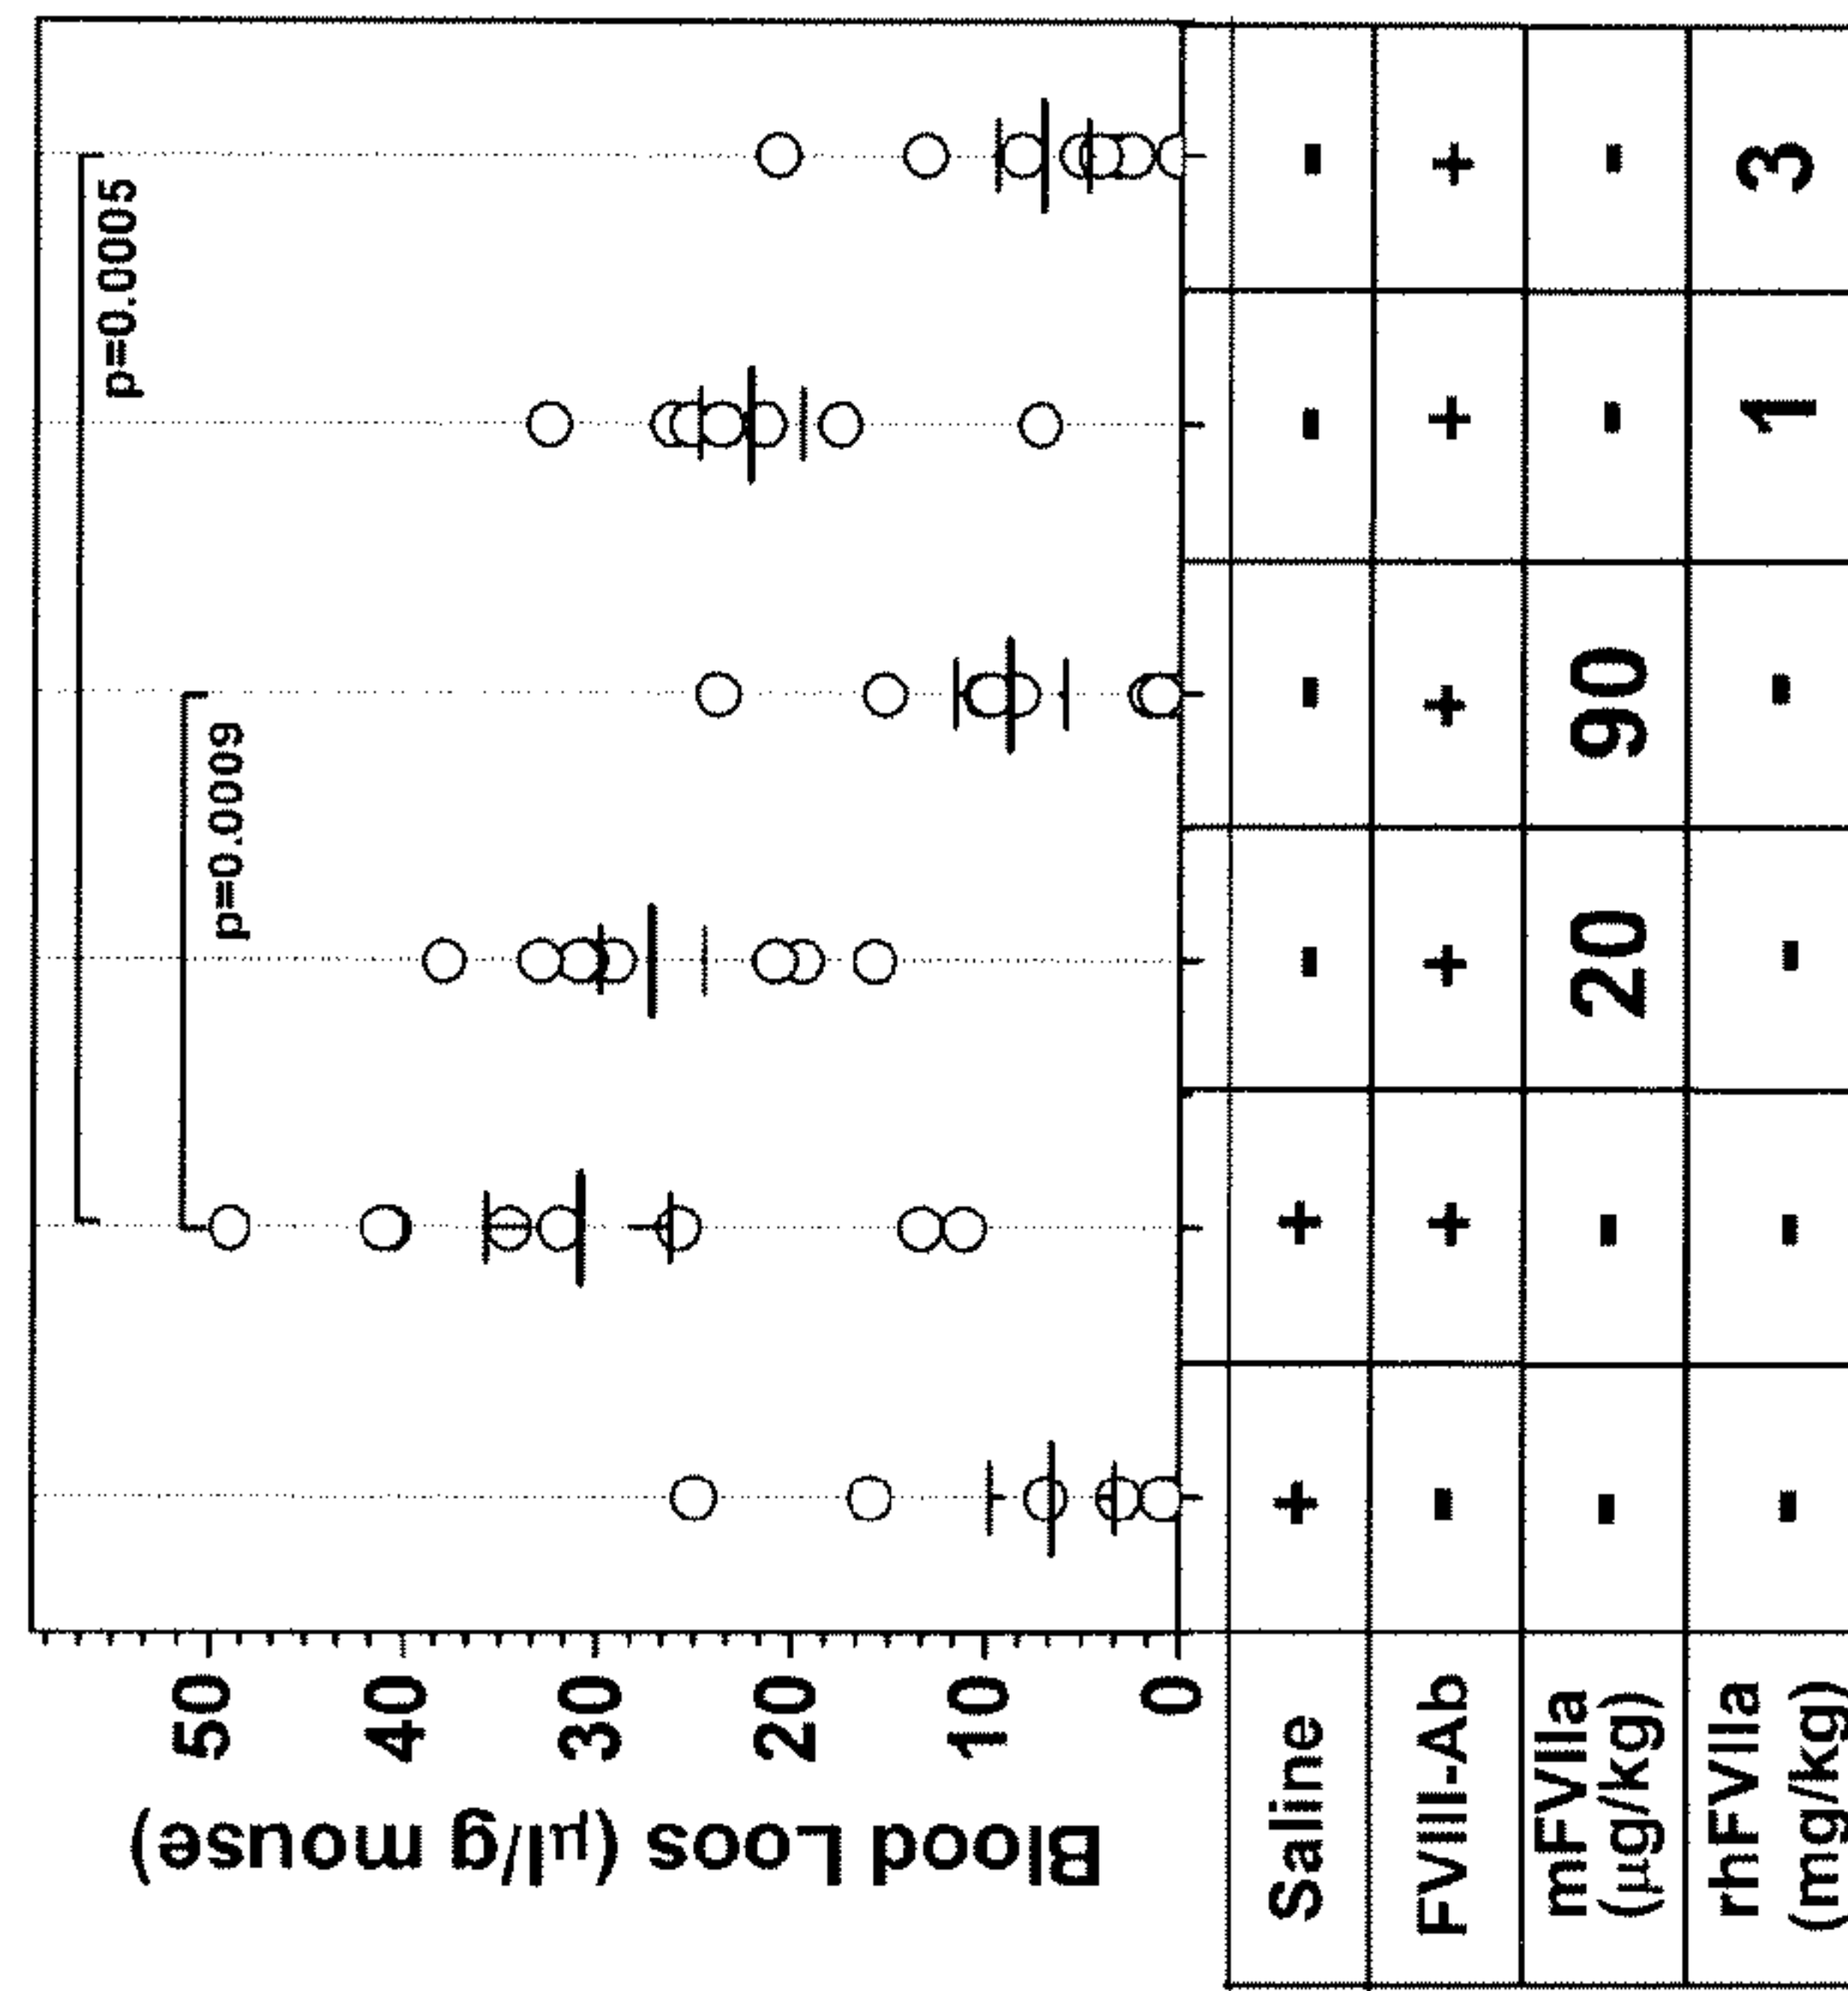 p=0.0005
p=0.0009
50
40
30
20
10
0
Blood Loos (µl/g mouse)
Saline + + - - - -
FVIII-Ab - + + + + +
mFVIIa - - 20 90 - -
(µg/kg)
rhFVIIa - - - - 1 3
(mg/kg)